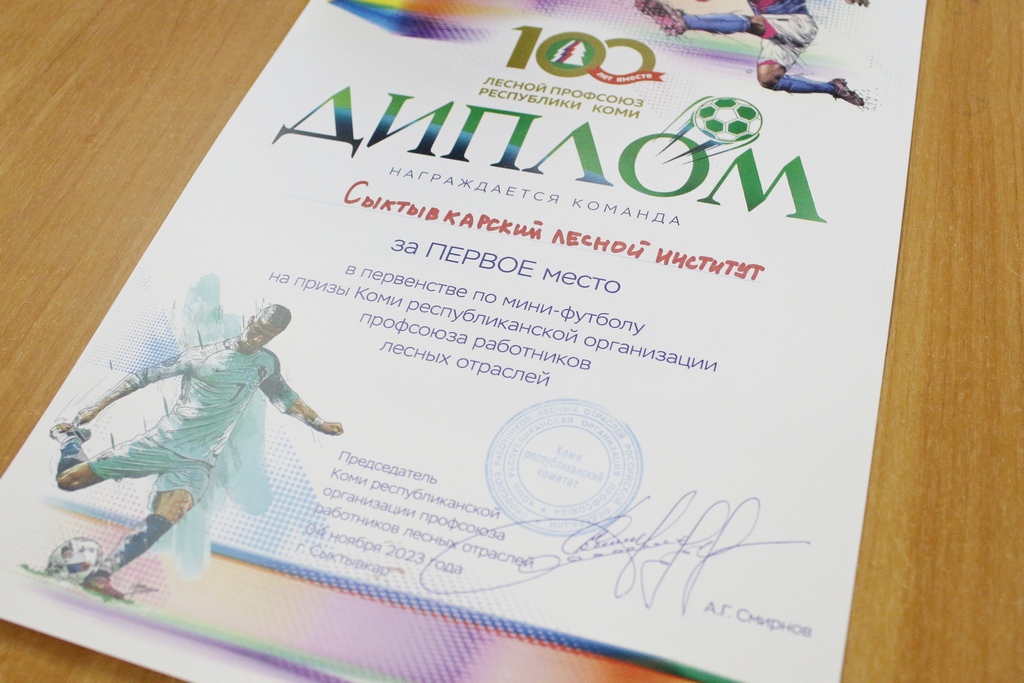 100
лет вместе
ЛЕСНОЙ ПРОФСОЮЗ
РЕСПУБЛИКИ КОМИ
ДИПЛОМ
НАГРАЖДАЕТСЯ КОМАНДА
Сыктывкарский лесной институт
за ПЕРВОЕ место
в первенстве по мини-футболу
на призы Коми республиканской организации
профсоюза работников
лесных отраслей
7
Коми
республиканский
комитет
Председатель
Коми республиканской
организации профсоюза
работников лесных отраслей
04 ноября 2023 года
г. Сыктывкар
А.Г. Смирнов